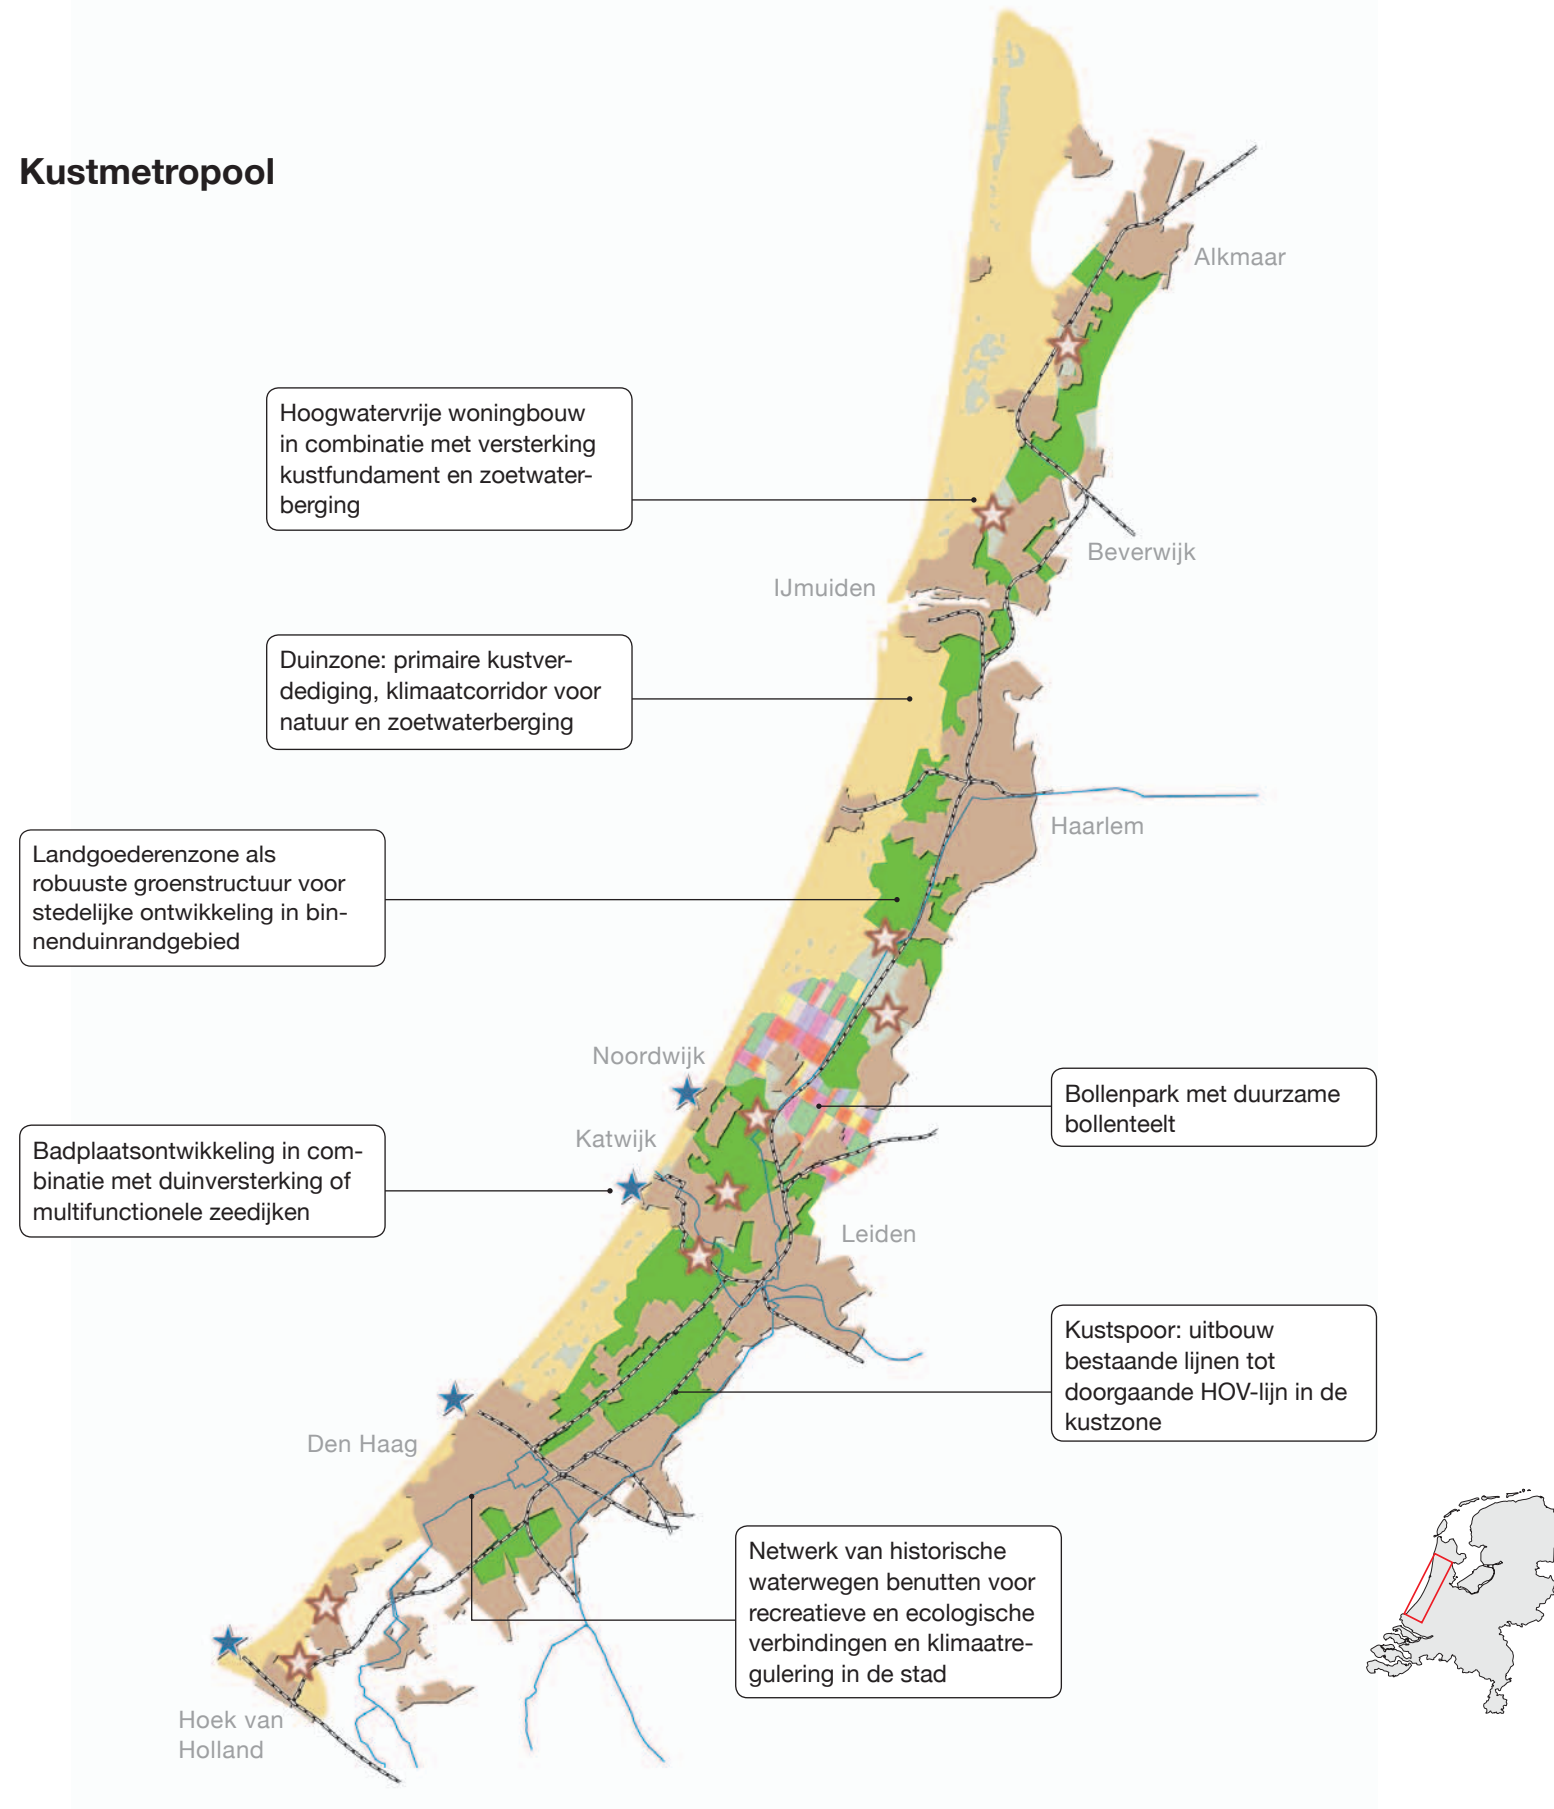 Kustmetropool
Alkmaar
Hoogwatervrije woningbouw
in combinatie met versterking
kustfundament en zoetwater-
berging
Beverwijk
IJmuiden
Duinzone: primaire kustver-
dediging, klimaatcorridor voor
natuur en zoetwaterberging
Haarlem
Landgoederenzone als
robuuste groenstructuur voor
stedelijke ontwikkeling in bin-
nenduinrandgebied
Noordwijk
Bollenpark met duurzame
bollenteelt
Katwijk
Badplaatsontwikkeling in com-
binatie met duinversterking of
multifunctionele zeedijken
Leiden
Kustspoor: uitbouw
bestaande lijnen tot
doorgaande HOV-lijn in de
kustzone
Den Haag
Netwerk van historische
waterwegen benutten voor
recreatieve en ecologische
verbindingen en klimaatre-
gulering in de stad
Hoek van
Holland